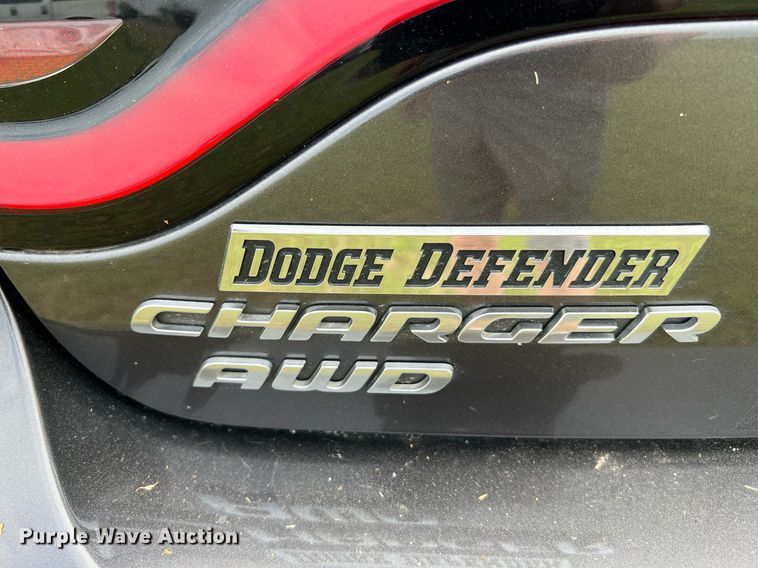 DODGE DEFENDER
CHARGER
AWD
Purple Wave Auction